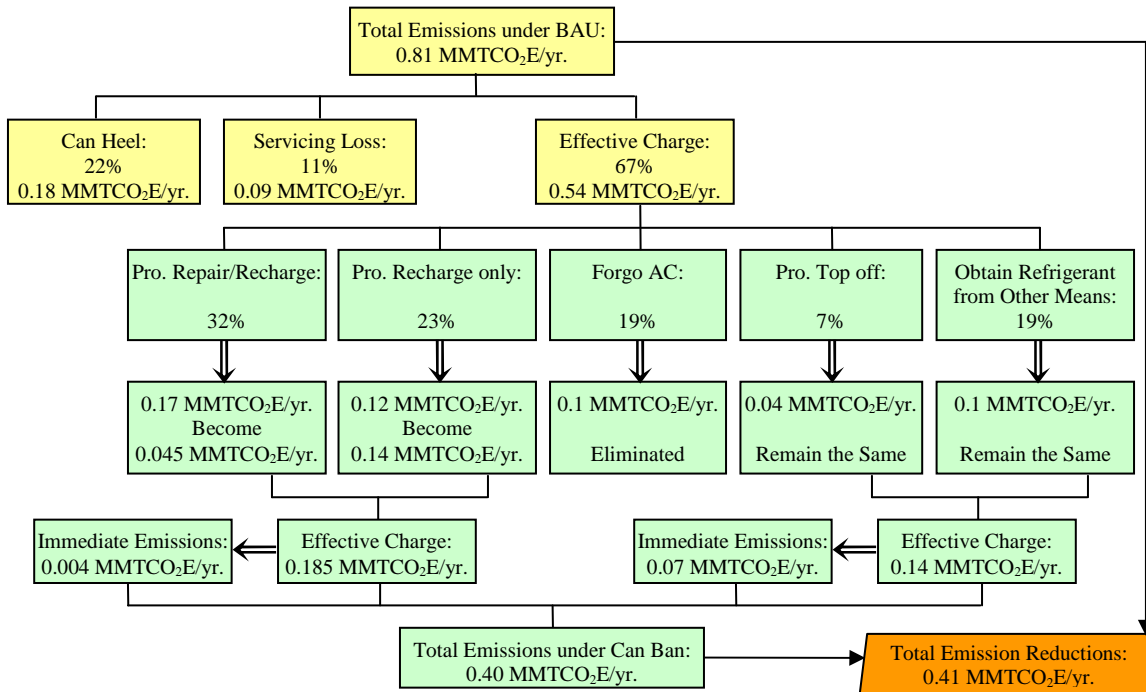 Total Emissions under BAU:
0.81 MMTCO₂E/yr.
Can Heel:
22%
0.18 MMTCO₂E/yr.
Servicing Loss:
11%
0.09 MMTCO₂E/yr.
Effective Charge:
67%
0.54 MMTCO₂E/yr.
Pro. Repair/Recharge:
32%
Pro. Recharge only:
23%
Forgo AC:
19%
Pro. Top off:
7%
Obtain Refrigerant
from Other Means:
19%
0.17 MMTCO₂E/yr.
Become
0.045 MMTCO₂E/yr.
0.12 MMTCO₂E/yr.
Become
0.14 MMTCO₂E/yr.
0.1 MMTCO₂E/yr.
Eliminated
0.04 MMTCO₂E/yr.
Remain the Same
0.1 MMTCO₂E/yr.
Remain the Same
Immediate Emissions:
0.004 MMTCO₂E/yr.
Effective Charge:
0.185 MMTCO₂E/yr.
Immediate Emissions:
0.07 MMTCO₂E/yr.
Effective Charge:
0.14 MMTCO₂E/yr.
Total Emissions under Can Ban:
0.40 MMTCO₂E/yr.
Total Emission Reductions:
0.41 MMTCO₂E/yr.